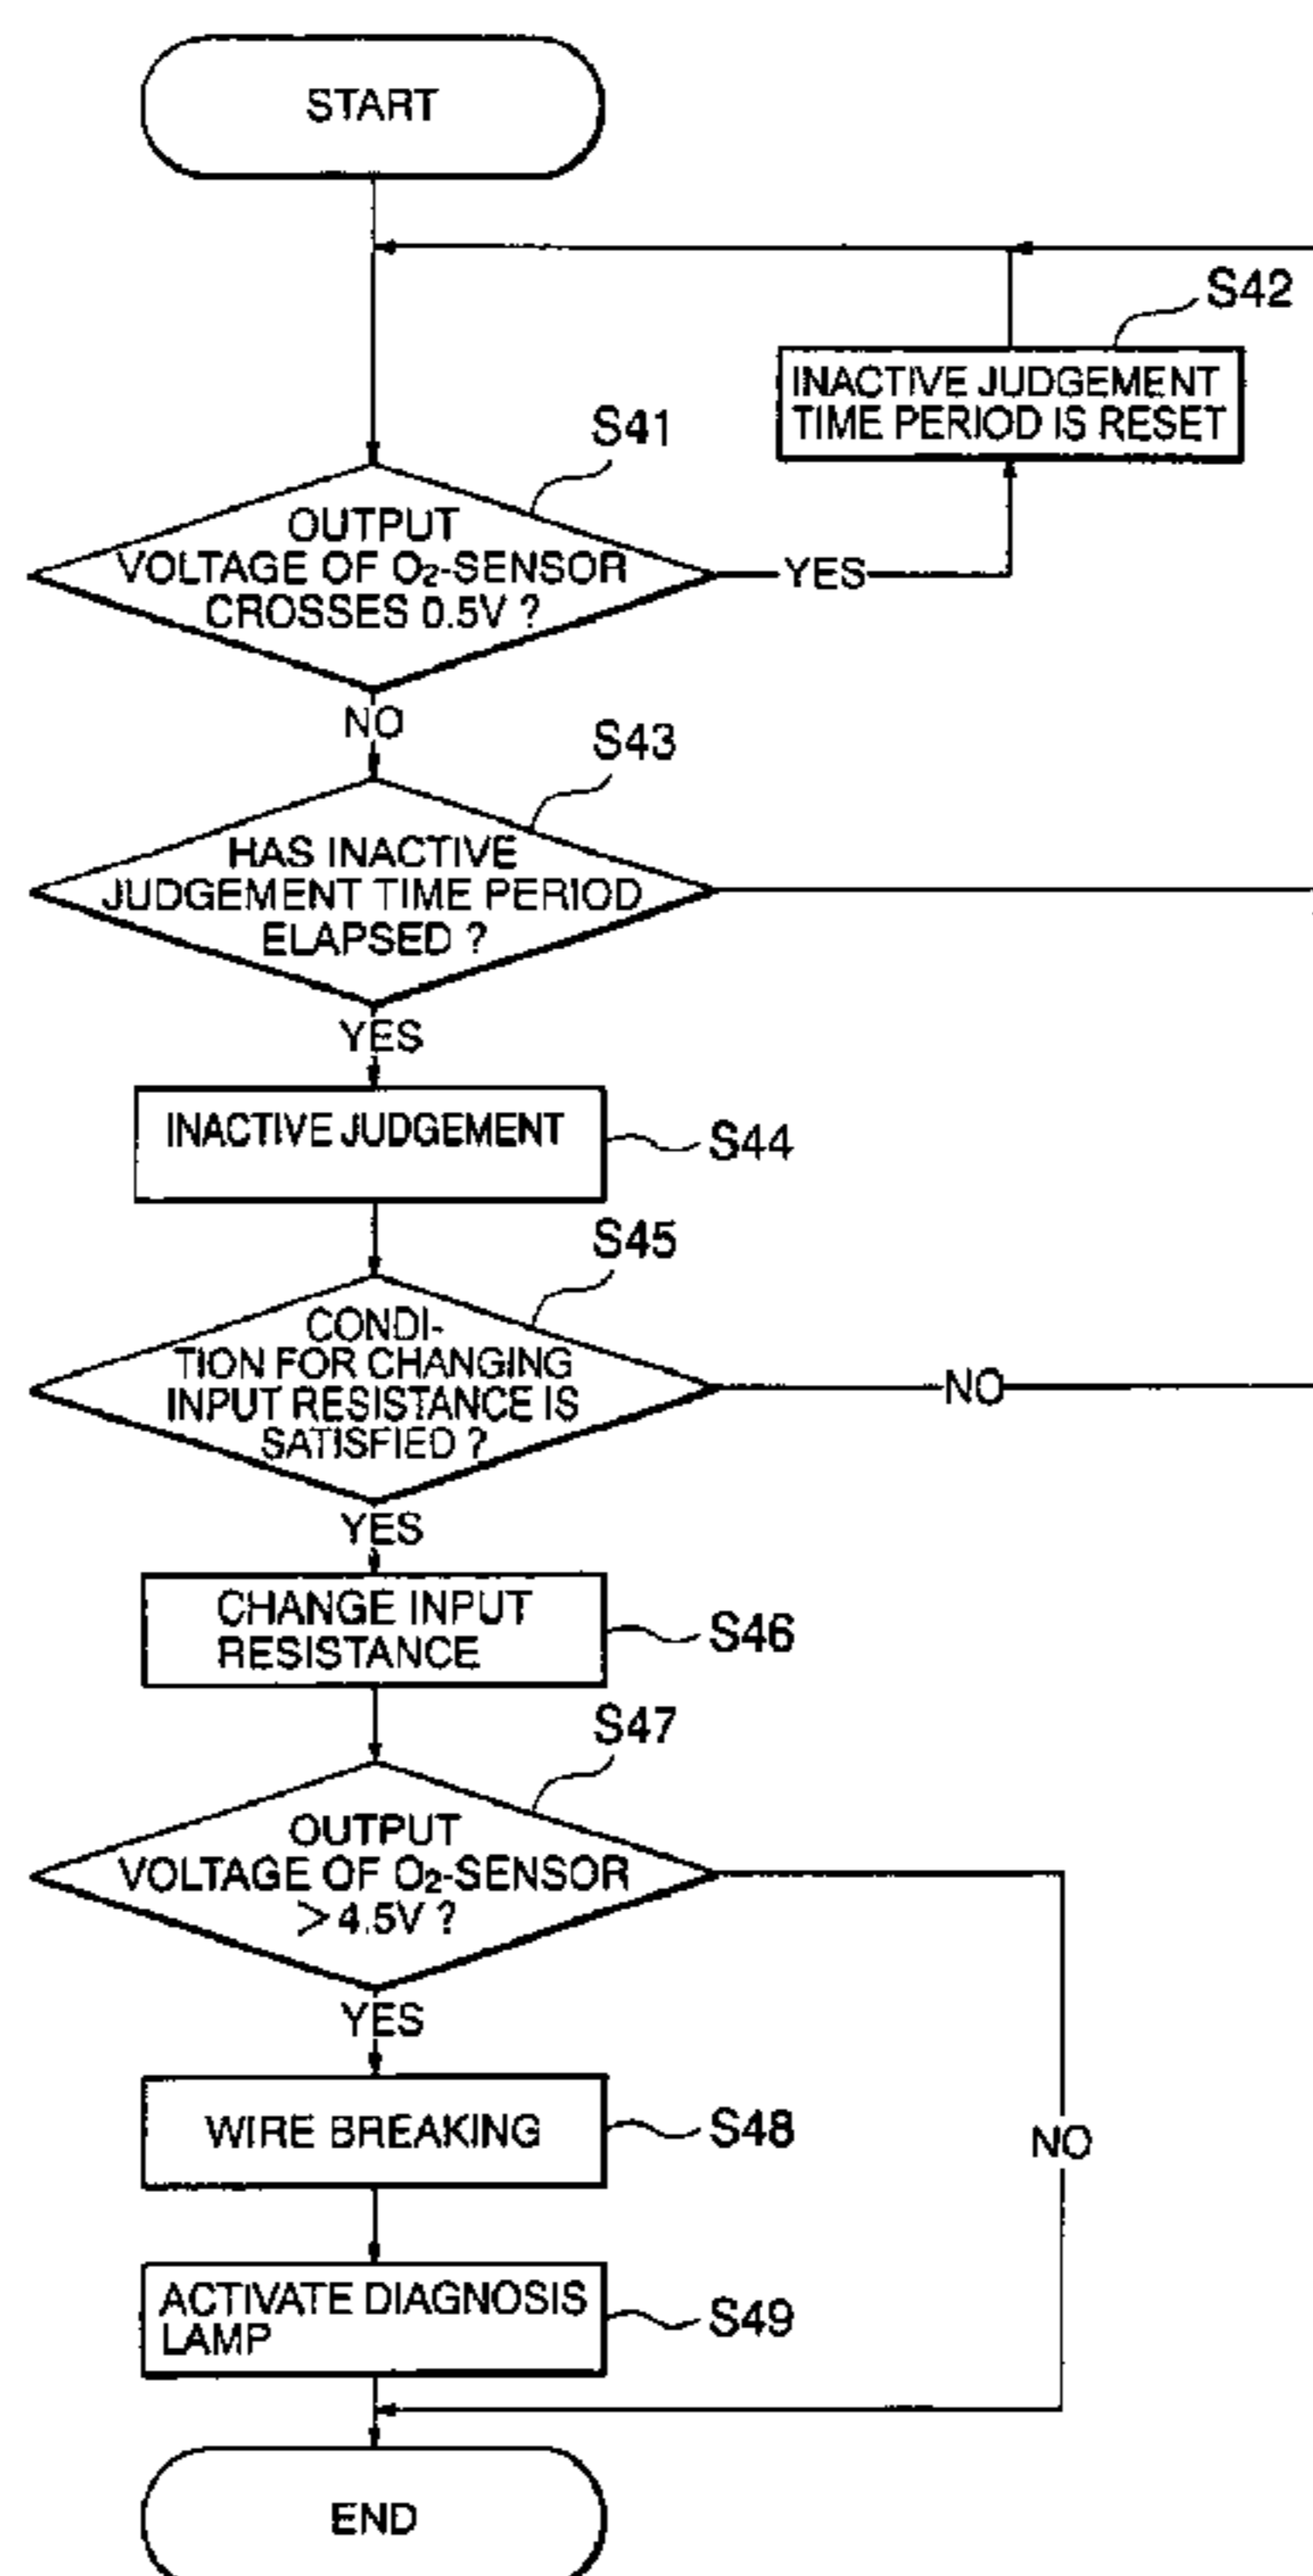 START
S42
INACTIVE JUDGEMENT
TIME PERIOD IS RESET
S41
OUTPUT
VOLTAGE OF O2-SENSOR
CROSSES 0.5V ?
YES
NO
S43
HAS INACTIVE
JUDGEMENT TIME PERIOD
ELAPSED ?
YES
INACTIVE JUDGEMENT
S44
S45
CONDI-
TION FOR CHANGING
INPUT RESISTANCE IS
SATISFIED ?
NO
YES
CHANGE INPUT
RESISTANCE
S46
S47
OUTPUT
VOLTAGE OF O2-SENSOR
> 4.5V ?
YES
WIRE BREAKING
S48
NO
ACTIVATE DIAGNOSIS
LAMP
S49
END